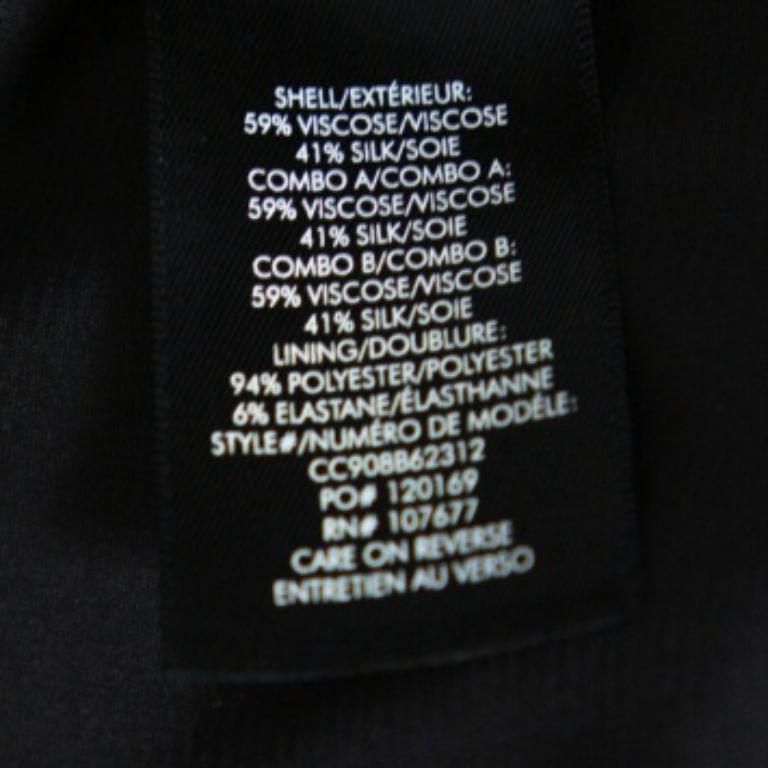 SHELL/EXTÉRIEUR:
59% VISCOSE/VISCOSE
41% SILK/SOIE
COMBO A/COMBO A:
59% VISCOSE/VISCOSE
41% SILK/SOIE
COMBO B/COMBO B:
59% VISCOSE/VISCOSE
41% SILK/SOIE
LINING/DOUBLURE:
94% POLYESTER/POLYESTER
6% ELASTANE/ÉLASTHANNE
STYLE#/NUMÉRO DE MODÉLE:
CC908B62312
PO# 120169
RN# 107677
CARE ON REVERSE
ENTRETIEN AU VERSO